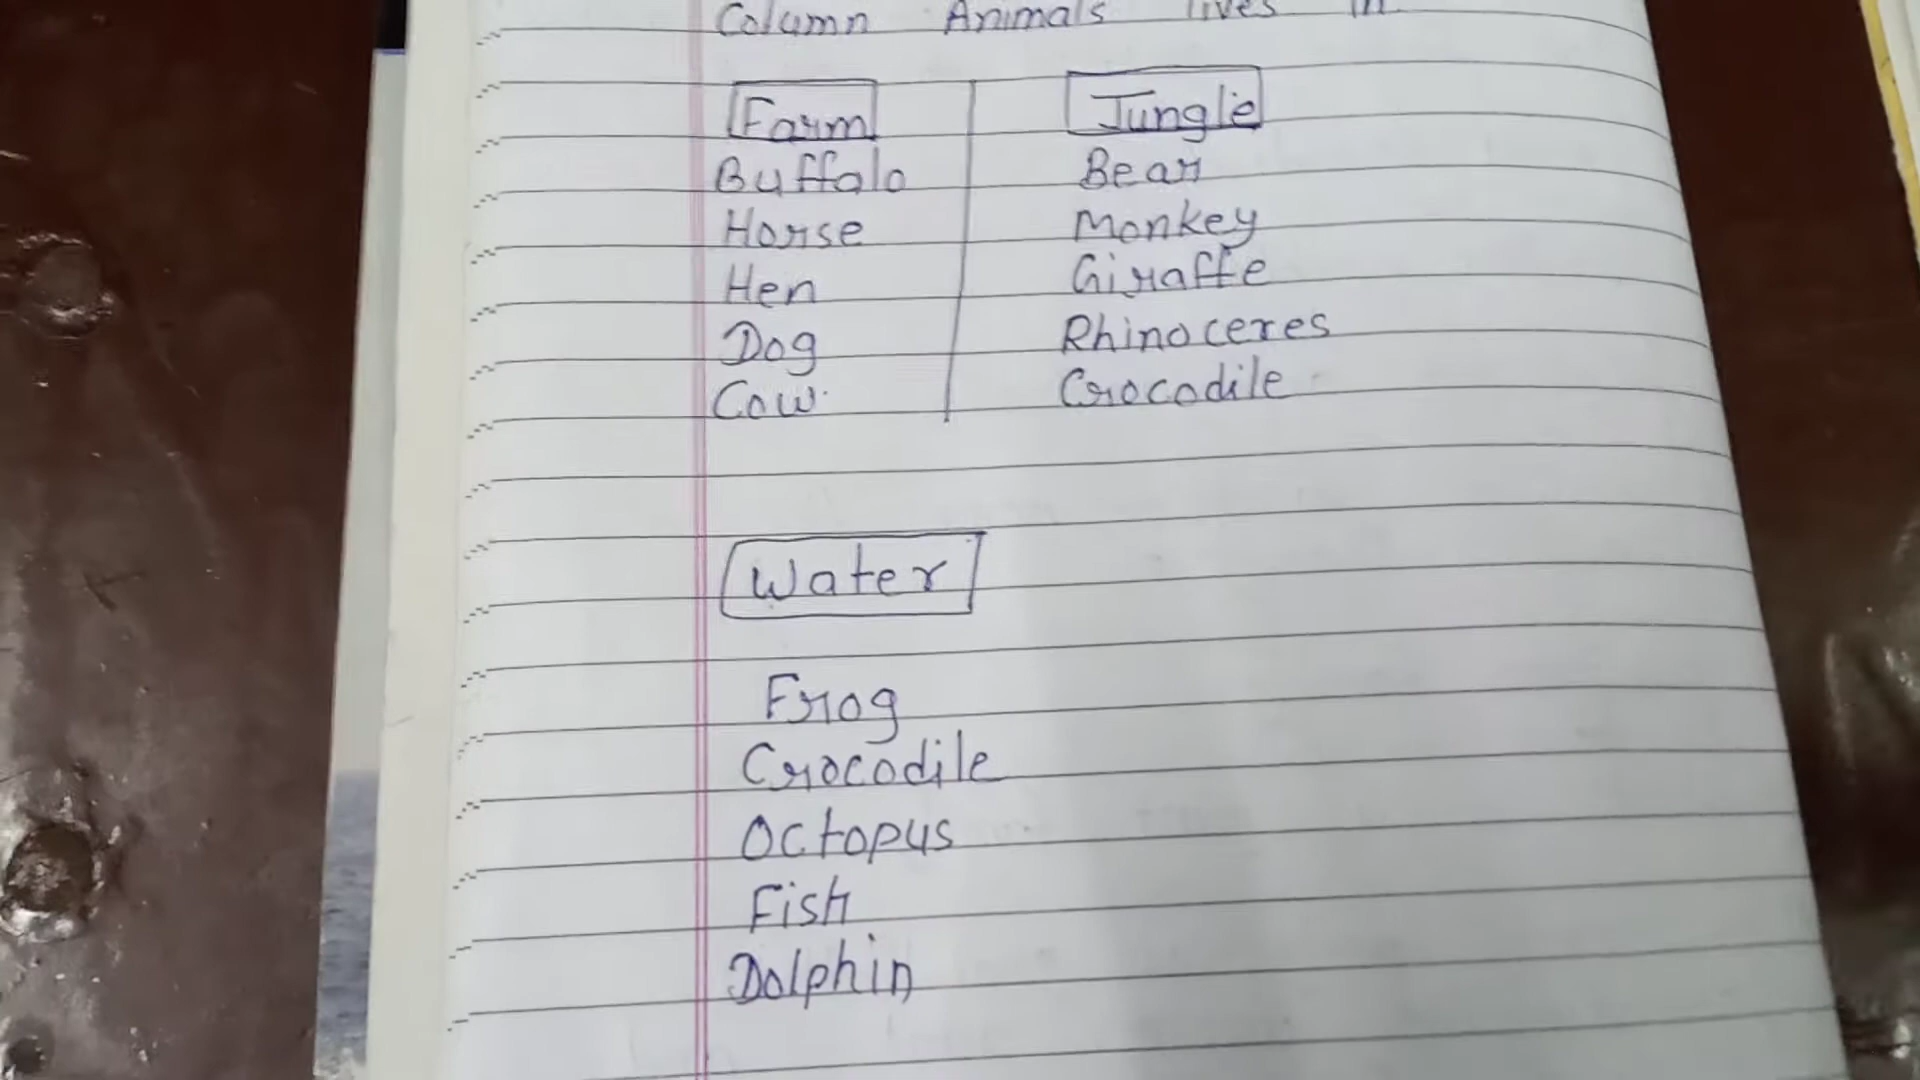 Column Animals lives in
Farm Jungle
Buffalo Bear
Horse Monkey
Hen Giraffe
Dog Rhinoceres
Cow. Crocodile
Water
Frog
Crocodile
Octopus
Fish
Dolphin